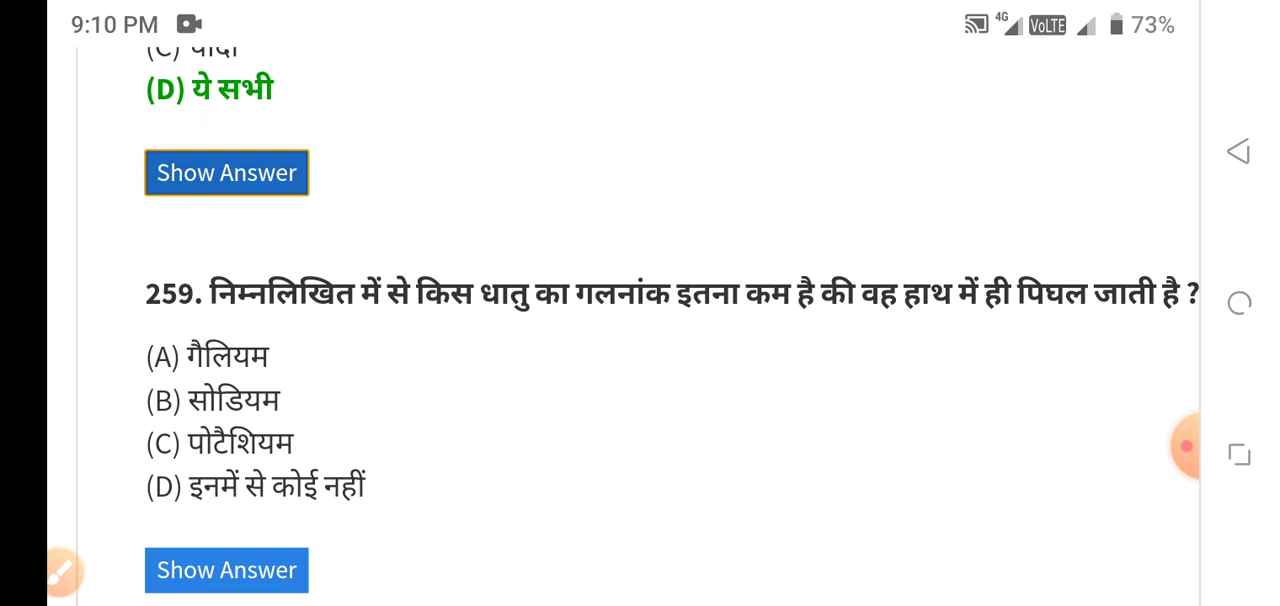 9:10 PM 4G VoLTE 73%
(D) ये सभी
Show Answer
259. निम्नलिखित में से किस धातु का गलनांक इतना कम है की वह हाथ में ही पिघल जाती है ?
(A) गैलियम
(B) सोडियम
(C) पोटैशियम
(D) इनमें से कोई नहीं
Show Answer